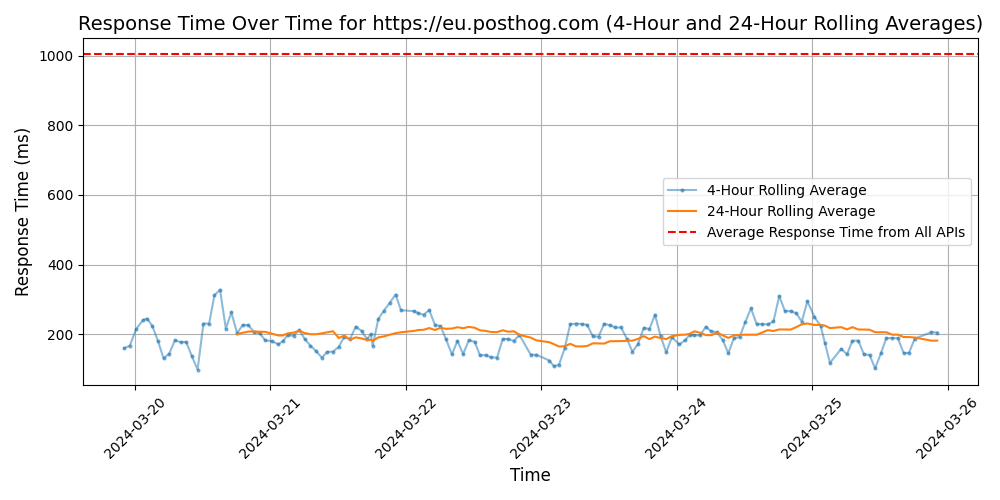 Response Time Over Time for https://eu.posthog.com (4-Hour and 24-Hour Rolling Averages)
Response Time (ms)
1000
800
600
400
200
4-Hour Rolling Average
24-Hour Rolling Average
Average Response Time from All APIs
2024-03-20
2024-03-21
2024-03-22
2024-03-23
2024-03-24
2024-03-25
2024-03-26
Time